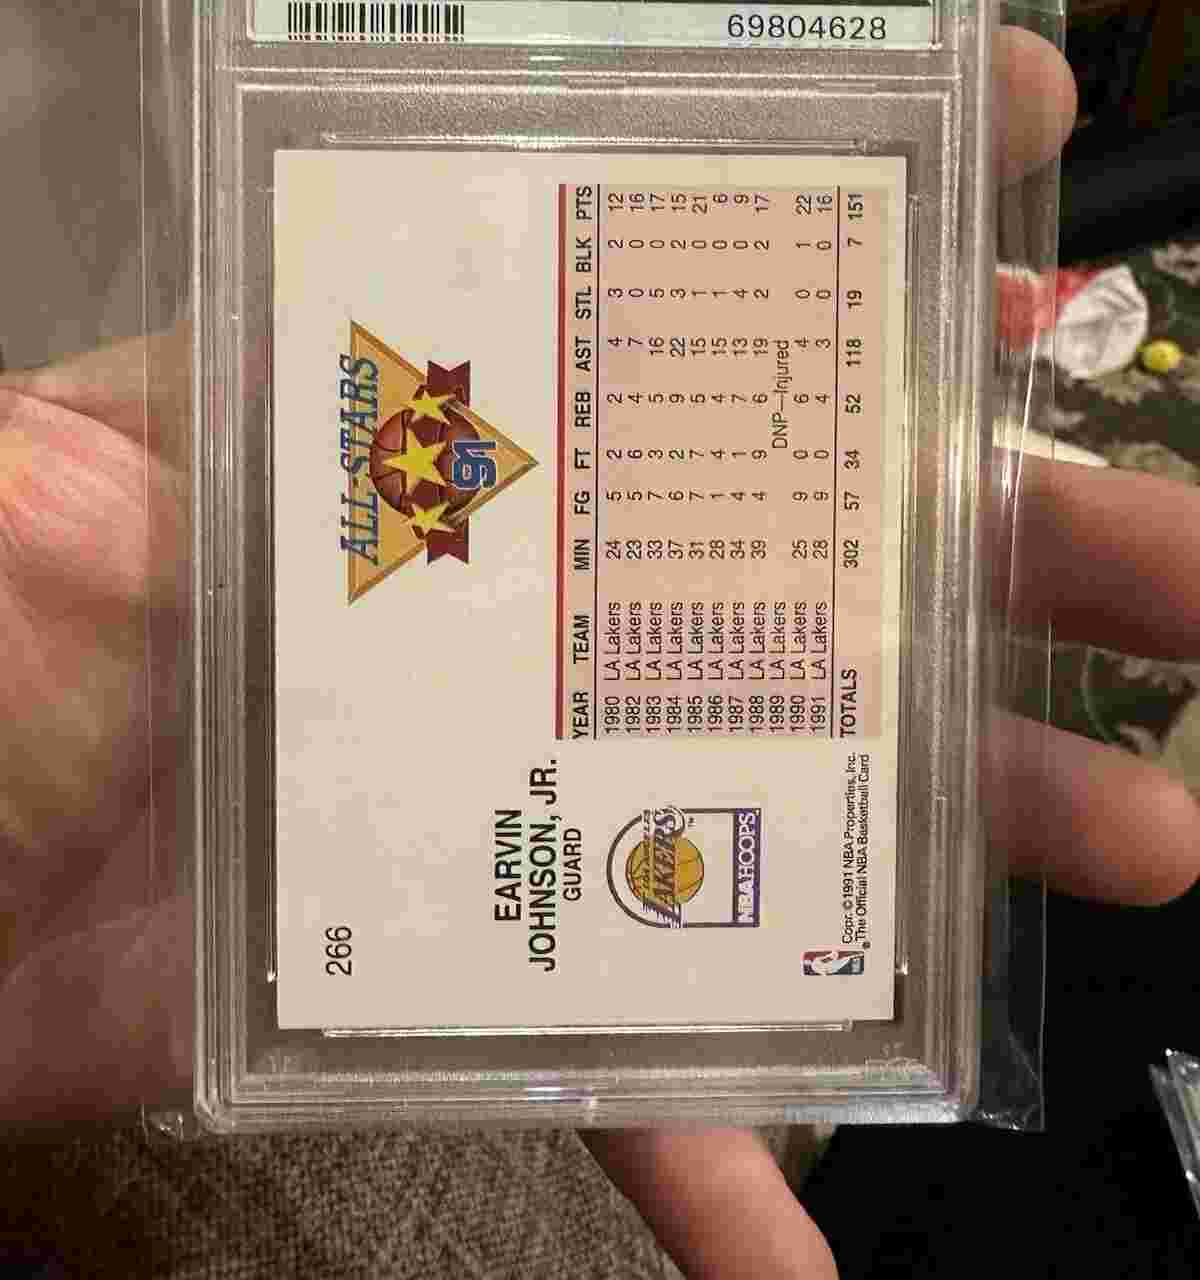 69804628
266
EARVIN
JOHNSON, JR.
GUARD
ALL-STARS
91
LOS ANGELES
LAKERS
TM
NBA HOOPS
YEAR TEAM MIN FG FT REB AST STL BLK PTS
1980 LA Lakers 24 5 2 2 4 3 2 12
1982 LA Lakers 23 5 6 4 7 0 0 16
1983 LA Lakers 33 7 3 5 16 5 0 17
1984 LA Lakers 37 6 2 9 22 3 2 15
1985 LA Lakers 31 7 7 5 15 1 0 21
1986 LA Lakers 28 1 4 4 15 1 0 6
1987 LA Lakers 34 4 1 7 13 4 0 9
1988 LA Lakers 39 4 9 6 19 2 2 17
1989 LA Lakers DNP—Injured
1990 LA Lakers 25 9 0 6 4 0 1 22
1991 LA Lakers 28 9 0 4 3 0 0 16
TOTALS 302 57 34 52 118 19 7 151
NBA
Copr. ©1991 NBA Properties, Inc.
® The Official NBA Basketball Card